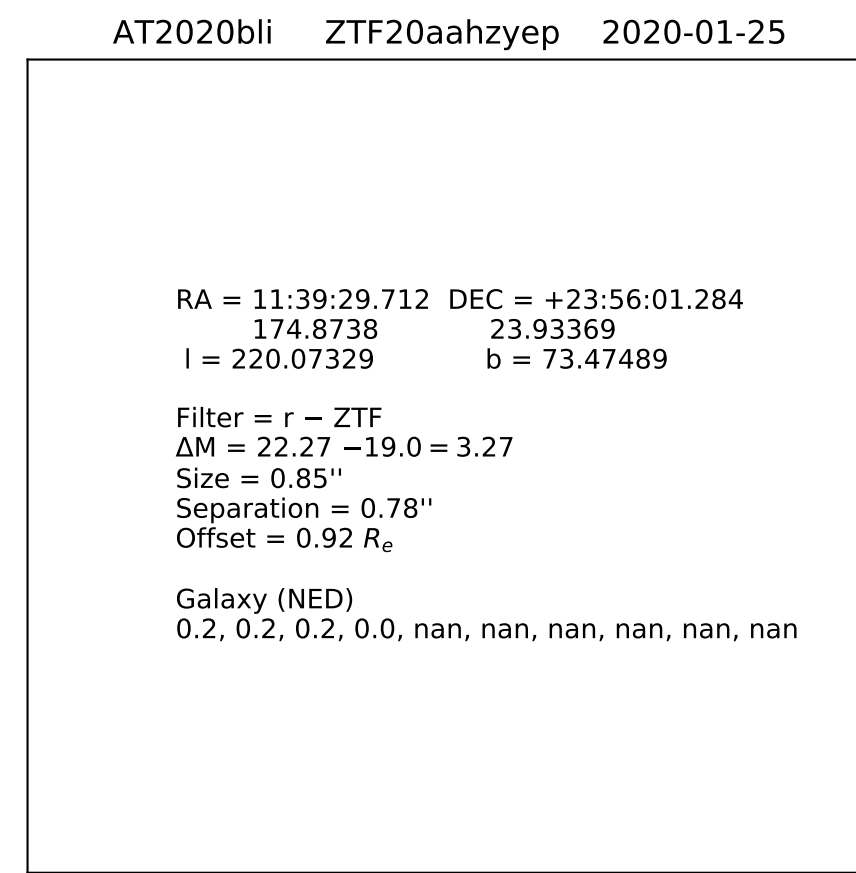 AT2020bli ZTF20aahzyep 2020-01-25
RA = 11:39:29.712 DEC = +23:56:01.284
174.8738 23.93369
l = 220.07329 b = 73.47489
Filter = r − ZTF
ΔM = 22.27 −19.0 = 3.27
Size = 0.85''
Separation = 0.78''
Offset = 0.92 Rₑ
Galaxy (NED)
0.2, 0.2, 0.2, 0.0, nan, nan, nan, nan, nan, nan